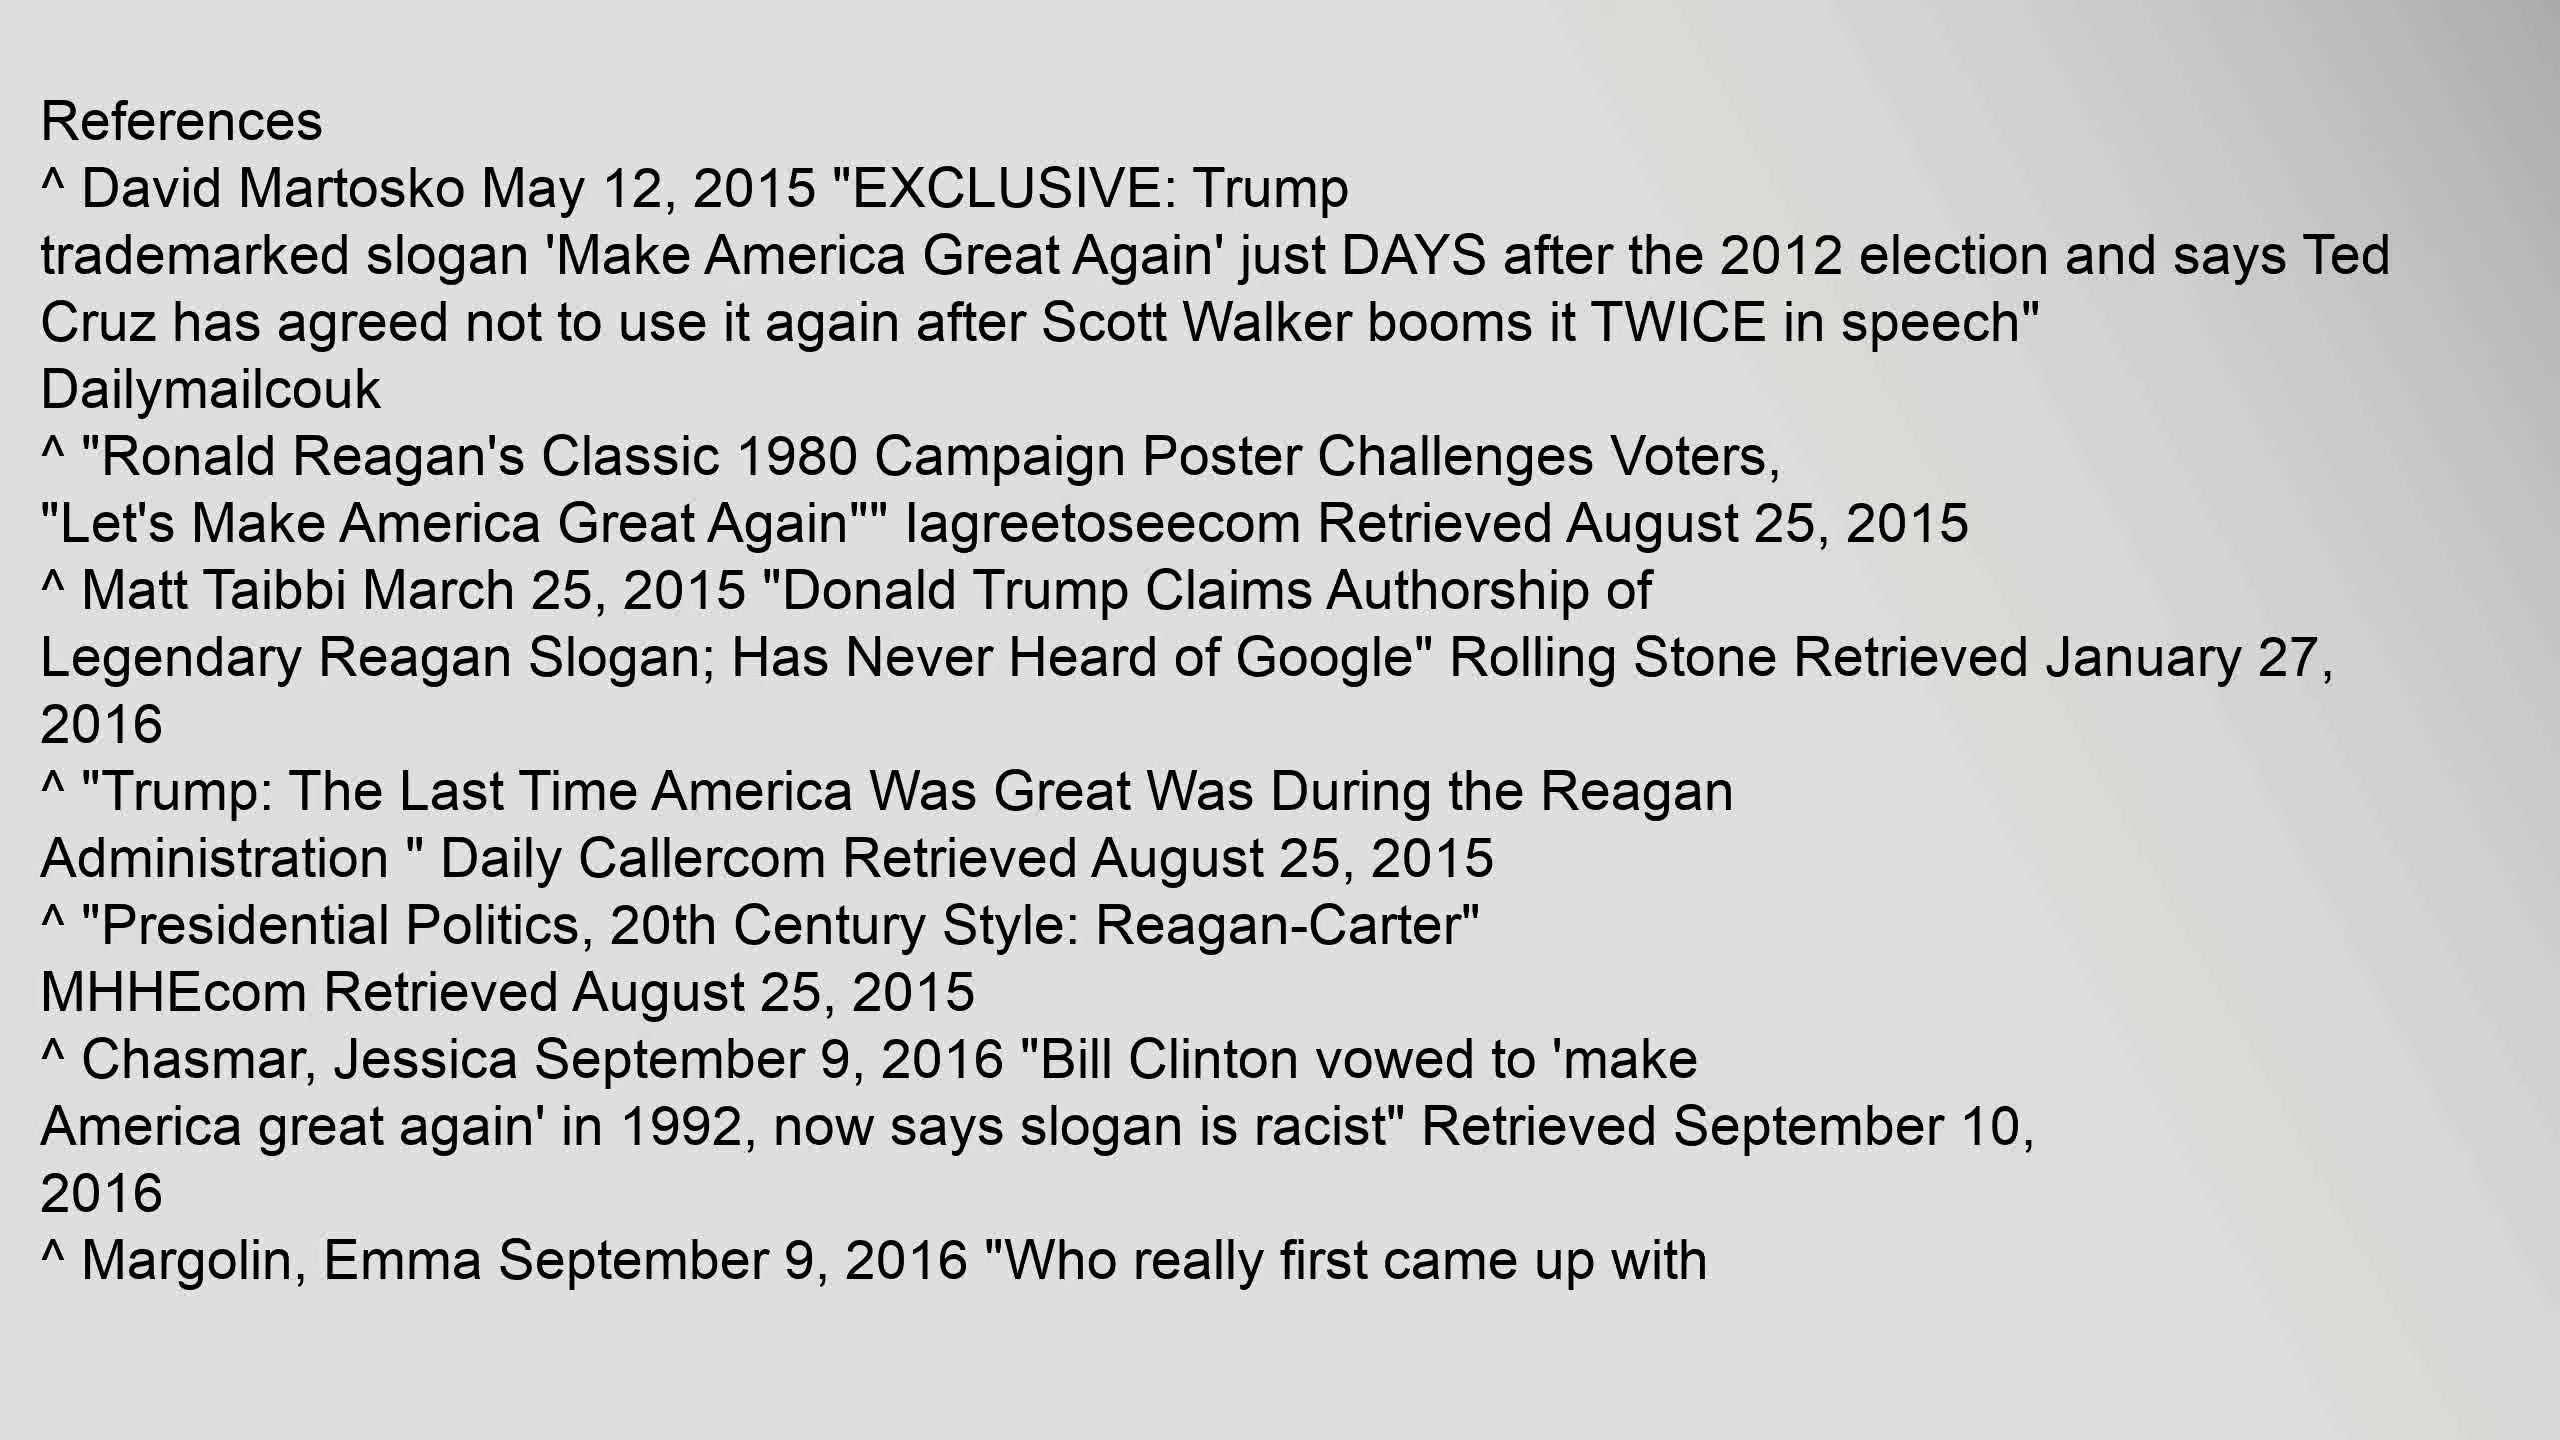 References
^ David Martosko May 12, 2015 "EXCLUSIVE: Trump
trademarked slogan 'Make America Great Again' just DAYS after the 2012 election and says Ted
Cruz has agreed not to use it again after Scott Walker booms it TWICE in speech"
Dailymailcouk
^ "Ronald Reagan's Classic 1980 Campaign Poster Challenges Voters,
"Let's Make America Great Again"" Iagreetoseecom Retrieved August 25, 2015
^ Matt Taibbi March 25, 2015 "Donald Trump Claims Authorship of
Legendary Reagan Slogan; Has Never Heard of Google" Rolling Stone Retrieved January 27,
2016
^ "Trump: The Last Time America Was Great Was During the Reagan
Administration " Daily Callercom Retrieved August 25, 2015
^ "Presidential Politics, 20th Century Style: Reagan-Carter"
MHHEcom Retrieved August 25, 2015
^ Chasmar, Jessica September 9, 2016 "Bill Clinton vowed to 'make
America great again' in 1992, now says slogan is racist" Retrieved September 10,
2016
^ Margolin, Emma September 9, 2016 "Who really first came up with